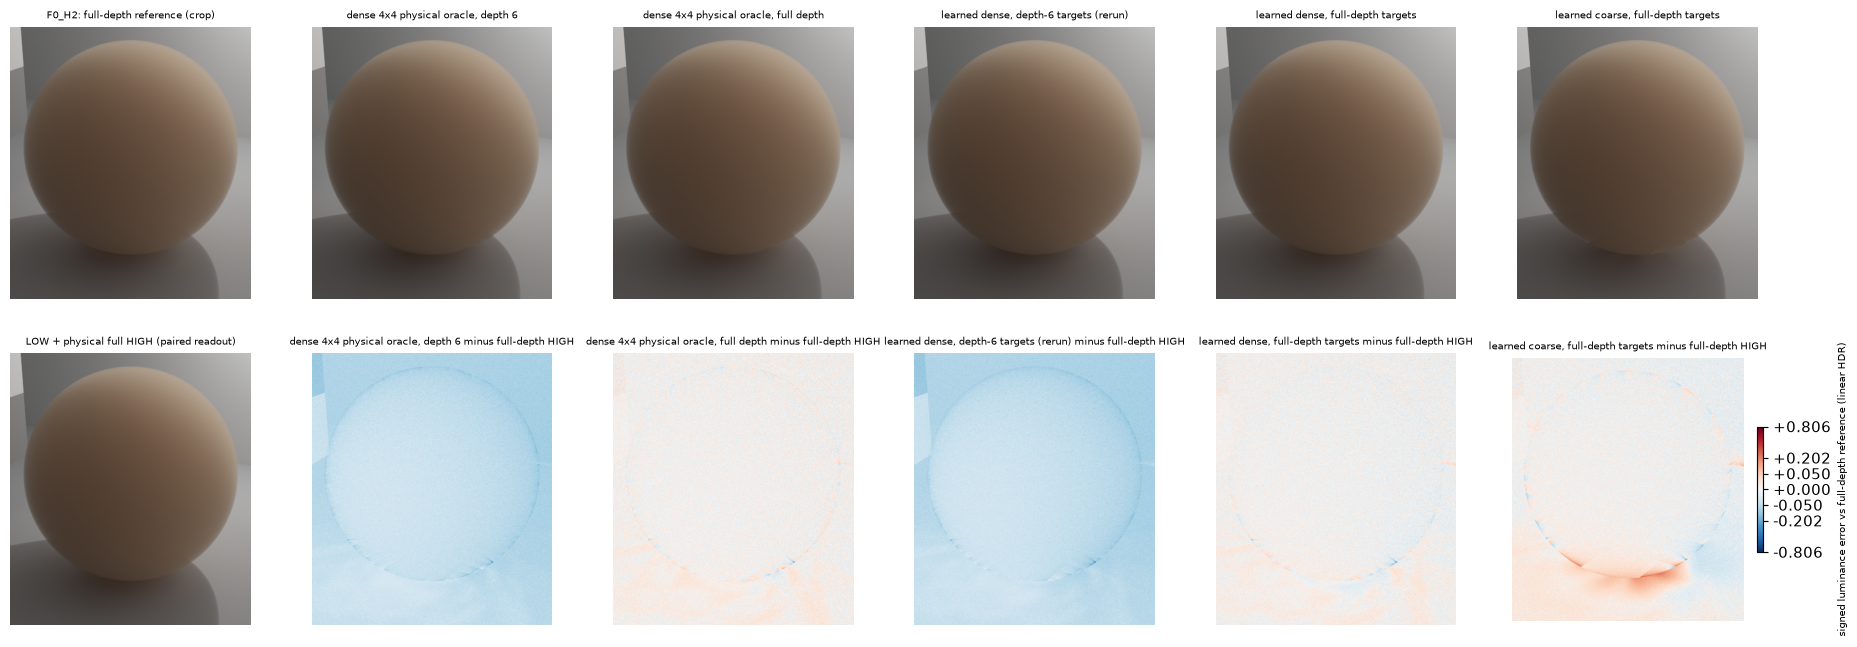 F0_H2: full-depth reference (crop)
dense 4x4 physical oracle, depth 6
dense 4x4 physical oracle, full depth
learned dense, depth-6 targets (rerun)
learned dense, full-depth targets
learned coarse, full-depth targets
LOW + physical full HIGH (paired readout)
dense 4x4 physical oracle, depth 6 minus full-depth HIGH
dense 4x4 physical oracle, full depth minus full-depth HIGH
learned dense, depth-6 targets (rerun) minus full-depth HIGH
learned dense, full-depth targets minus full-depth HIGH
learned coarse, full-depth targets minus full-depth HIGH
+0.806
+0.202
+0.050
+0.000
-0.050
-0.202
-0.806
signed luminance error vs full-depth reference (linear HDR)